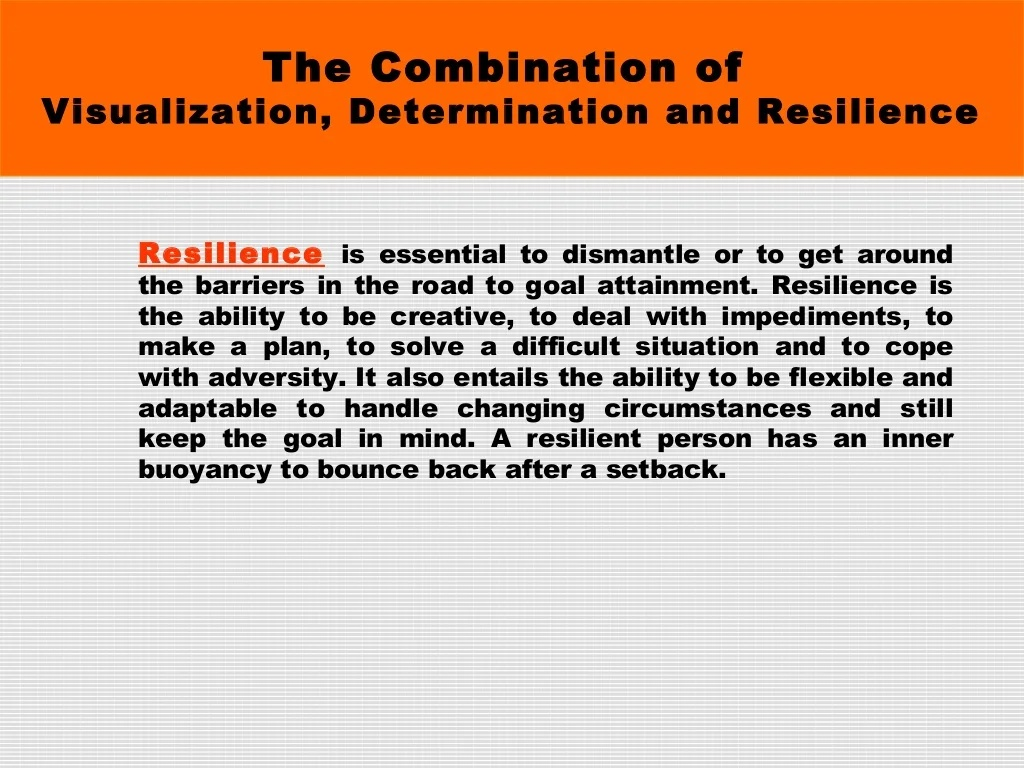 The Combination of
Visualization, Determination and Resilience
Resilience is essential to dismantle or to get around
the barriers in the road to goal attainment. Resilience is
the ability to be creative, to deal with impediments, to
make a plan, to solve a difficult situation and to cope
with adversity. It also entails the ability to be flexible and
adaptable to handle changing circumstances and still
keep the goal in mind. A resilient person has an inner
buoyancy to bounce back after a setback.